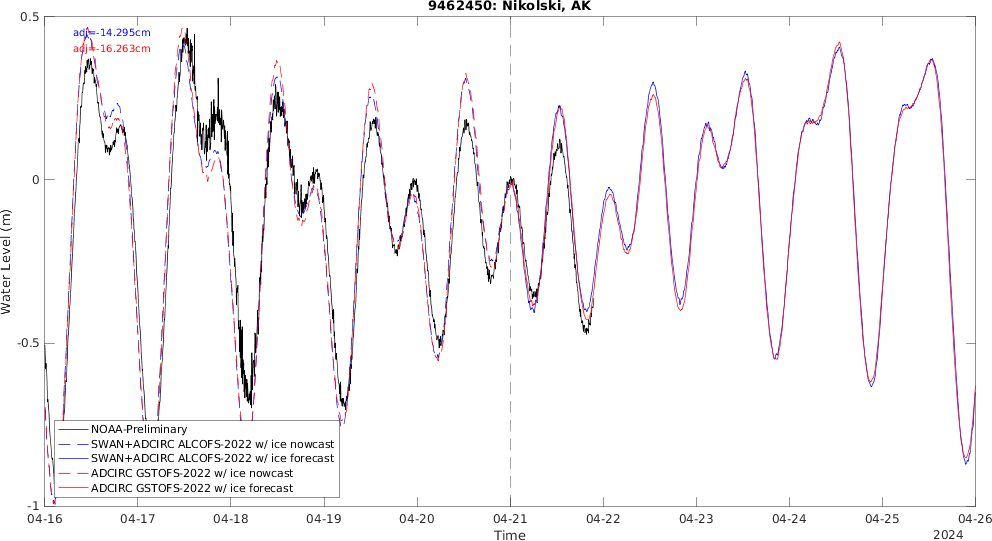 9462450: Nikolski, AK
adj=-14.295cm
adj=-16.263cm
0.5
0
-0.5
-1
Water Level (m)
NOAA-Preliminary
SWAN+ADCIRC ALCOFS-2022 w/ ice nowcast
SWAN+ADCIRC ALCOFS-2022 w/ ice forecast
ADCIRC GSTOFS-2022 w/ ice nowcast
ADCIRC GSTOFS-2022 w/ ice forecast
04-16 04-17 04-18 04-19 04-20 04-21 04-22 04-23 04-24 04-25 04-26
Time
2024